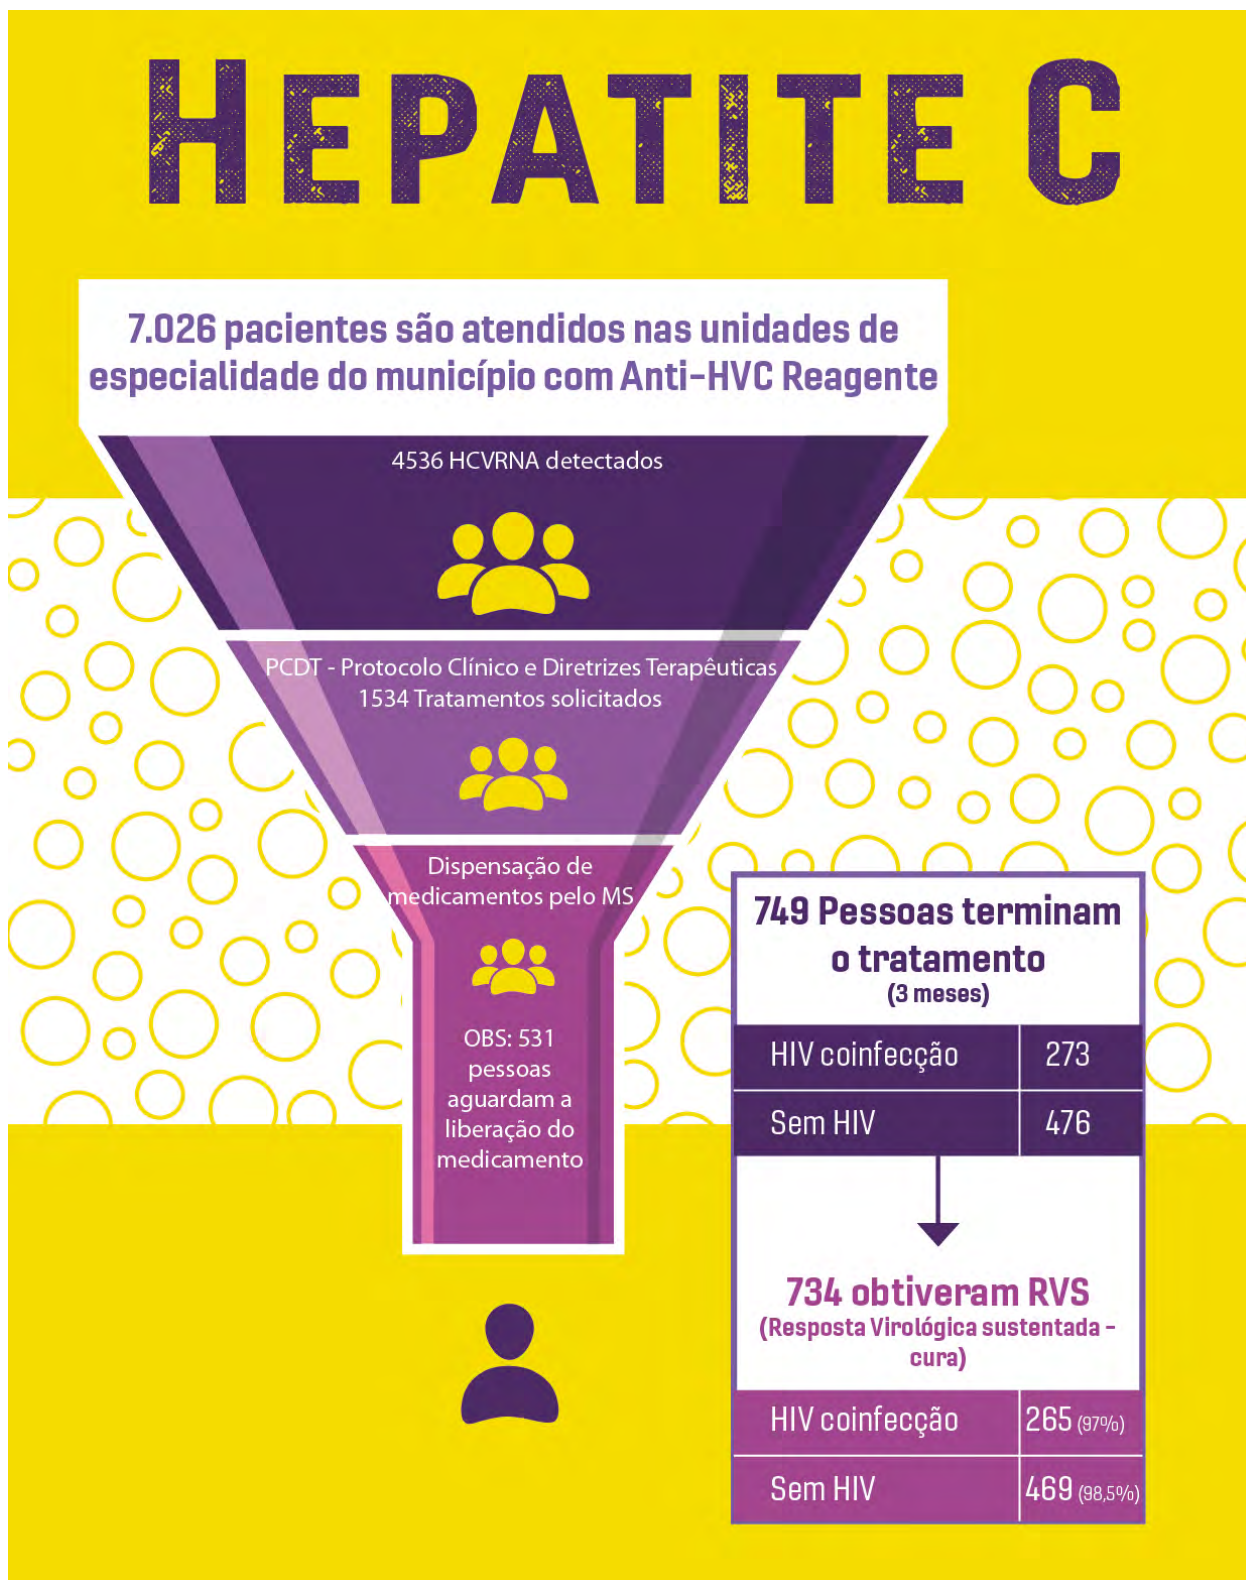 HEPATITE C
7.026 pacientes são atendidos nas unidades de
especialidade do município com Anti-HVC Reagente
4536 HCVRNA detectados
PCDT - Protocolo Clínico e Diretrizes Terapêuticas
1534 Tratamentos solicitados
Dispensação de
medicamentos pelo MS
OBS: 531
pessoas
aguardam a
liberação do
medicamento
749 Pessoas terminam
o tratamento
(3 meses)
HIV coinfecção 273
Sem HIV 476
734 obtiveram RVS
(Resposta Virológica sustentada -
cura)
HIV coinfecção 265 (97%)
Sem HIV 469 (98,5%)